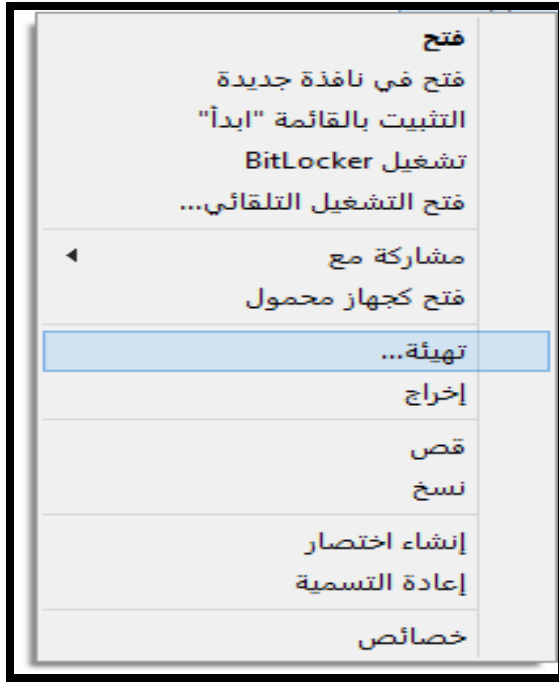 فتح
فتح في نافذة جديدة
التثبيت بالقائمة "ابدأ"
تشغيل BitLocker
فتح التشغيل التلقائي...
مشاركة مع
فتح كجهاز محمول
تهيئة...
إخراج
قص
نسخ
إنشاء اختصار
إعادة التسمية
خصائص